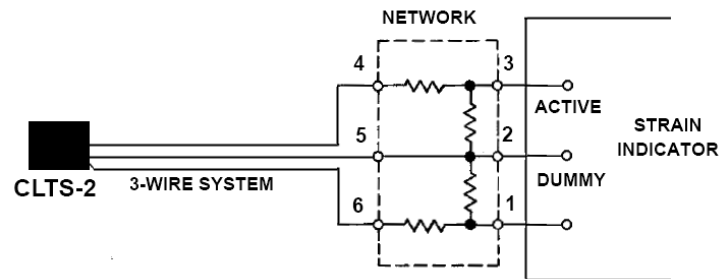 NETWORK
4
3
ACTIVE
5
2
STRAIN
INDICATOR
CLTS-2
3-WIRE SYSTEM
DUMMY
6
1